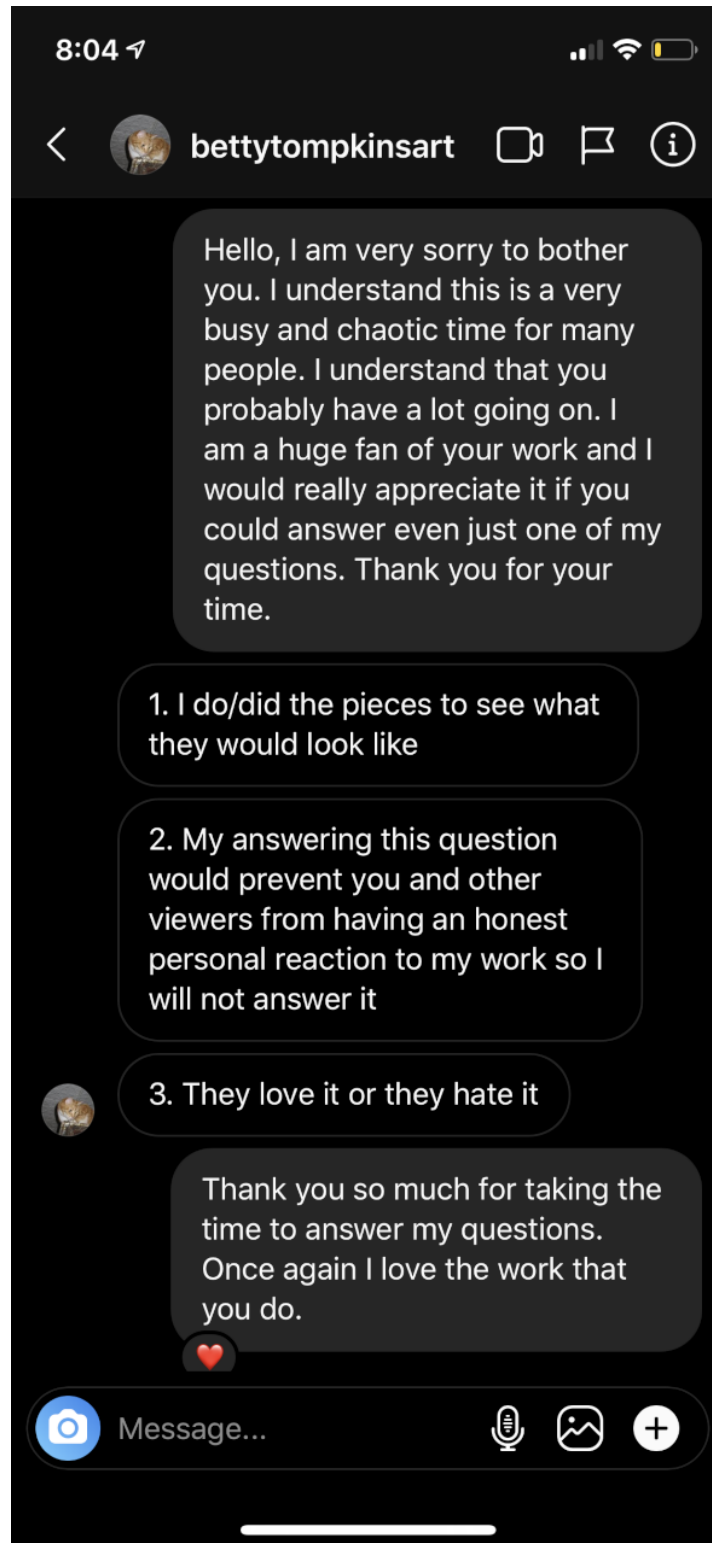 8:04
bettytompkinsart
Hello, I am very sorry to bother
you. I understand this is a very
busy and chaotic time for many
people. I understand that you
probably have a lot going on. I
am a huge fan of your work and I
would really appreciate it if you
could answer even just one of my
questions. Thank you for your
time.
1. I do/did the pieces to see what
they would look like
2. My answering this question
would prevent you and other
viewers from having an honest
personal reaction to my work so I
will not answer it
3. They love it or they hate it
Thank you so much for taking the
time to answer my questions.
Once again I love the work that
you do.
Message...